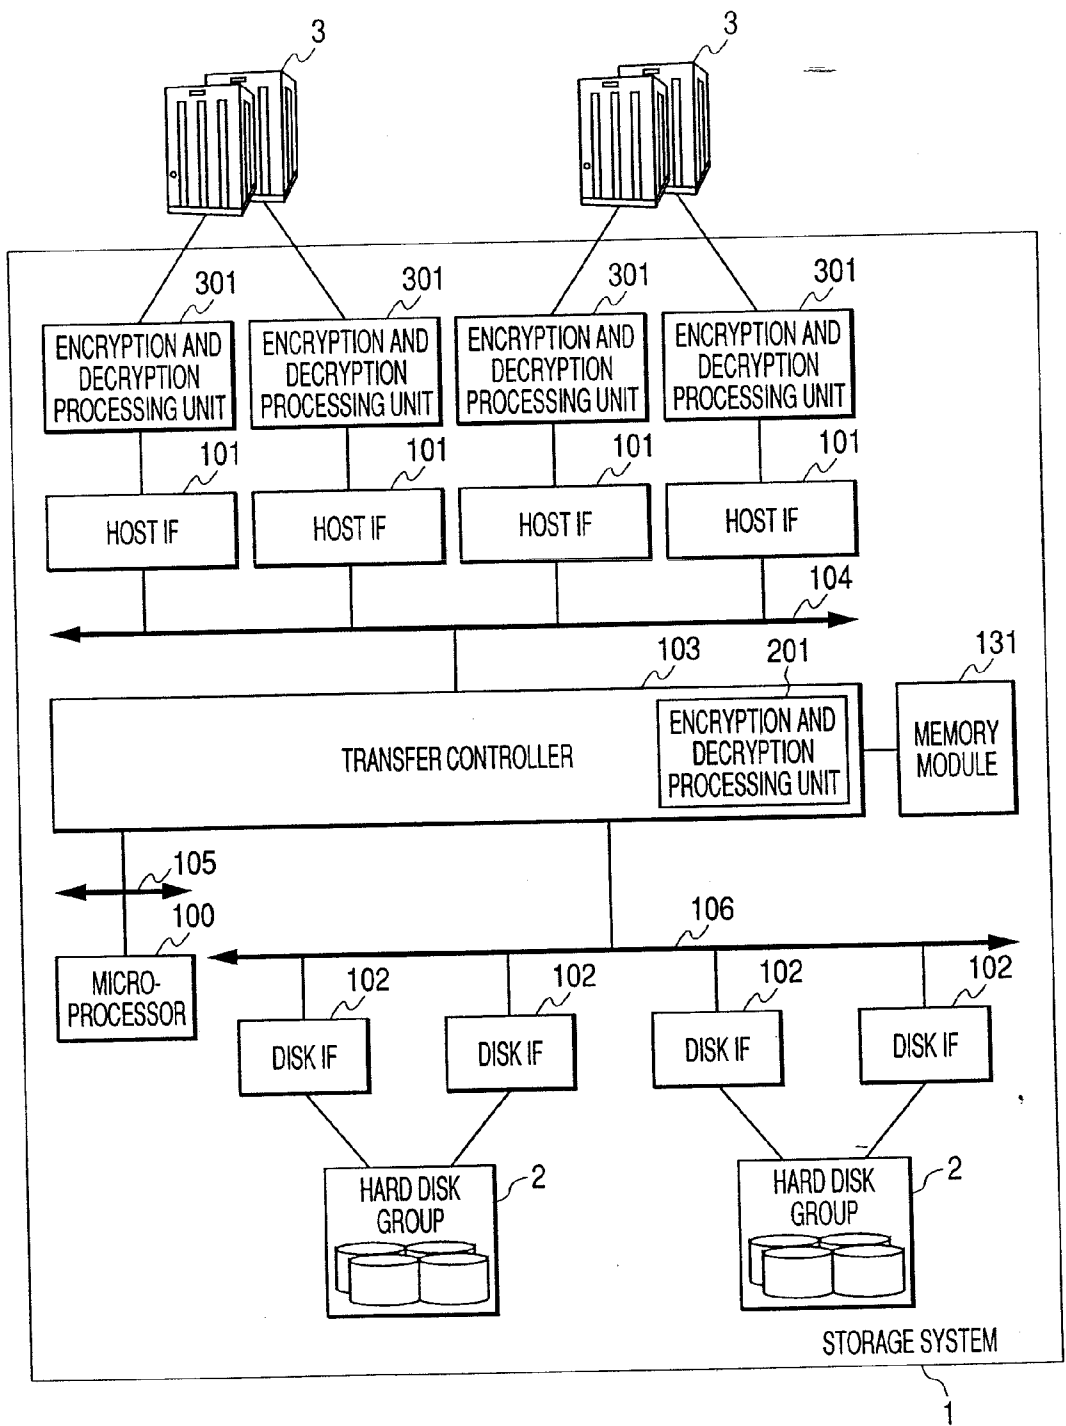 3
3
301
301
301
301
ENCRYPTION AND
DECRYPTION
PROCESSING UNIT
ENCRYPTION AND
DECRYPTION
PROCESSING UNIT
ENCRYPTION AND
DECRYPTION
PROCESSING UNIT
ENCRYPTION AND
DECRYPTION
PROCESSING UNIT
101
101
101
101
HOST IF
HOST IF
HOST IF
HOST IF
104
103
201
131
TRANSFER CONTROLLER
ENCRYPTION AND
DECRYPTION
PROCESSING UNIT
MEMORY
MODULE
105
100
106
MICRO-
PROCESSOR
102
102
102
102
DISK IF
DISK IF
DISK IF
DISK IF
HARD DISK
GROUP
2
HARD DISK
GROUP
2
STORAGE SYSTEM
1